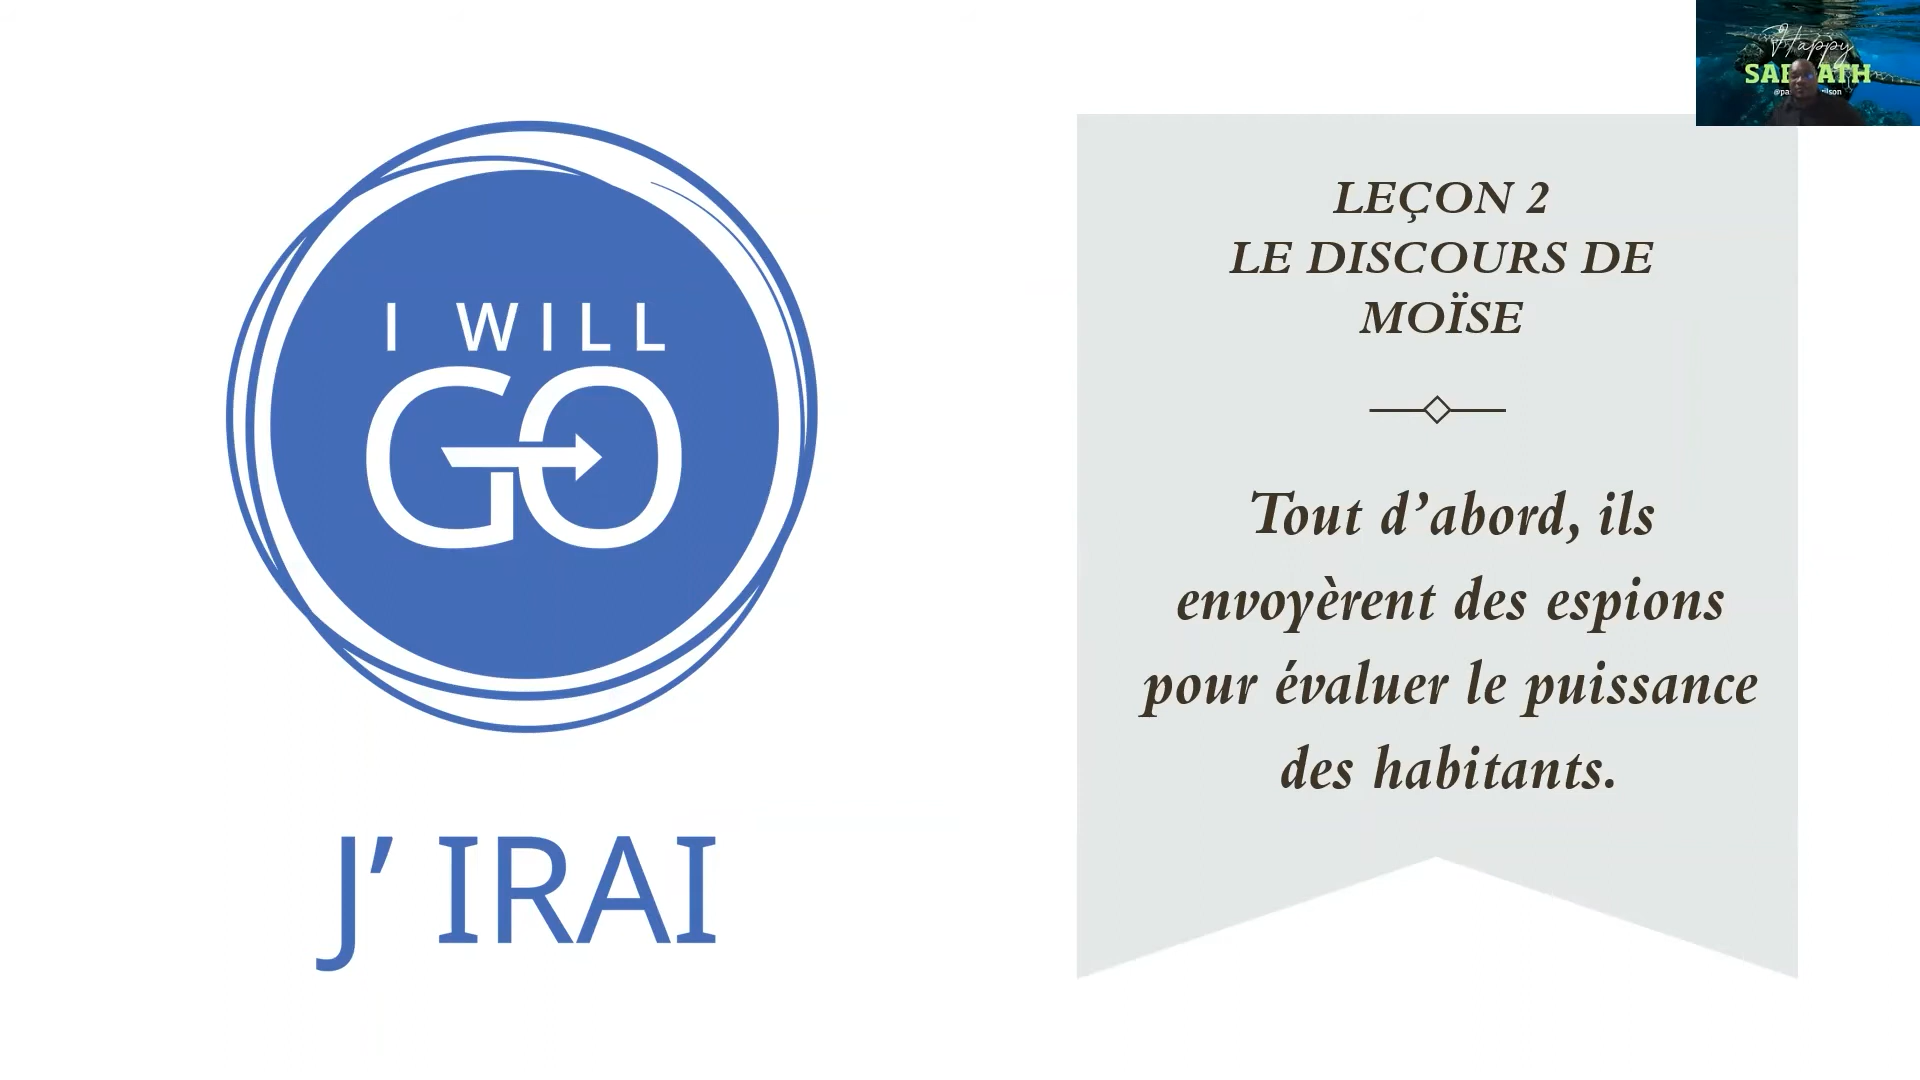 I WILL
GO
J’ IRAI
Happy
LEÇON 2
LE DISCOURS DE
MOÏSE
Tout d’abord, ils
envoyèrent des espions
pour évaluer le puissance
des habitants.